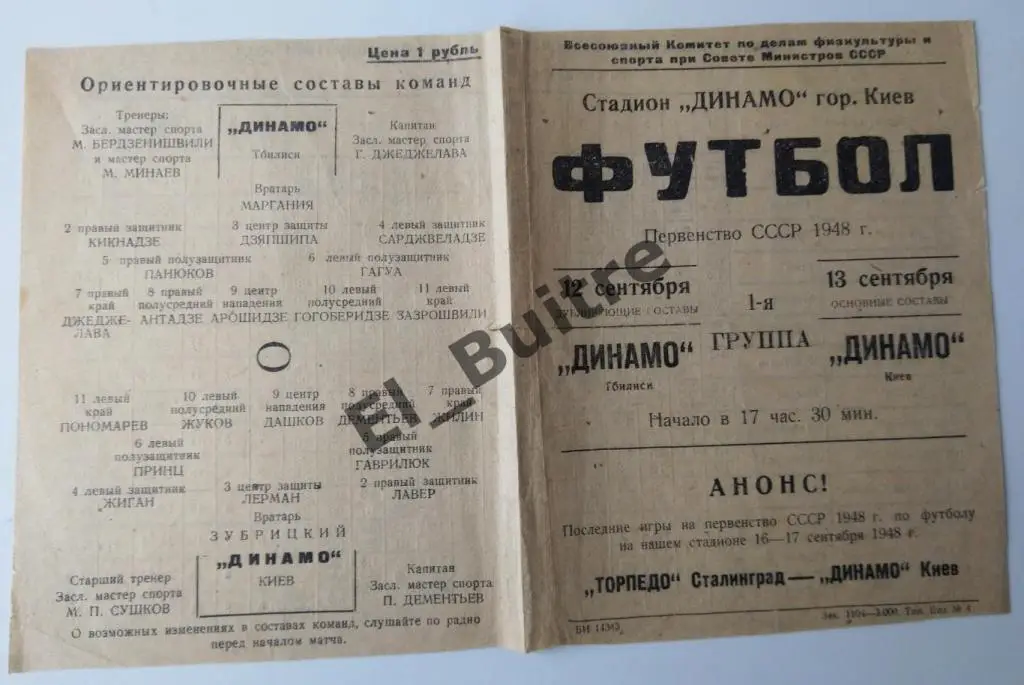 Цена 1 рубль
Ориентировочные составы команд
Тренеры:
Засл. мастер спорта
М. БЕРДЗЕНИШВИЛИ
и мастер спорта
М. МИНАЕВ
„ДИНАМО"
Тбилиси
Капитан
Засл. мастер спорта
Г. ДЖЕДЖЕЛАВА
Вратарь
МАРГАНИЯ
2 правый защитник
КИКНАДЗЕ
3 центр защиты
ДЗЯПШИПА
4 левый защитник
САРДЖВЕЛАДЗЕ
5 правый полузащитник
ПАНЮКОВ
6 левый полузащитник
ГАГУА
7 правый
край
ДЖЕДЖЕ-
ЛАВА
8 правый
полусредний
АНТАДЗЕ
9 центр
нападения
АРОШИДЗЕ
10 левый
полусредний
ГОГОБЕРИДЗЕ
11 левый
край
ЗАЗРОШВИЛИ
11 левый
край
ПОНОМАРЕВ
10 левый
полусредний
ЖУКОВ
9 центр
нападения
ДАШКОВ
8 правый
полусредний
ДЕМЕНТЬЕВ
7 правый
край
ЖИЛИН
6 левый
полузащитник
ПРИНЦ
5 правый
полузащитник
ГАВРИЛЮК
4 левый защитник
ЖИГАН
3 центр защиты
ЛЕРМАН
2 правый защитник
ЛАВЕР
Вратарь
ЗУБРИЦКИЙ
„ДИНАМО"
КИЕВ
Старший тренер
Засл. мастер спорта
М. П. СУШКОВ
Капитан
Засл. мастер спорта
П. ДЕМЕНТЬЕВ
О возможных изменениях в составах команд, слушайте по радио
перед началом матча.
Всесоюзный Комитет по делам физкультуры и
спорта при Совете Министров СССР
Стадион „ДИНАМО" гор. Киев
ФУТБОЛ
Первенство СССР 1948 г.
12 сентября
ДУБЛИРУЮЩИЕ СОСТАВЫ
„ДИНАМО"
Тбилиси
1-я
ГРУППА
13 сентября
ОСНОВНЫЕ СОСТАВЫ
„ДИНАМО"
Киев
Начало в 17 час. 30 мин.
АНОНС!
Последние игры на первенство СССР 1948 г. по футболу
на нашем стадионе 16—17 сентября 1948 г.
„ТОРПЕДО" Сталинград—„ДИНАМО" Киев
El_Buitre